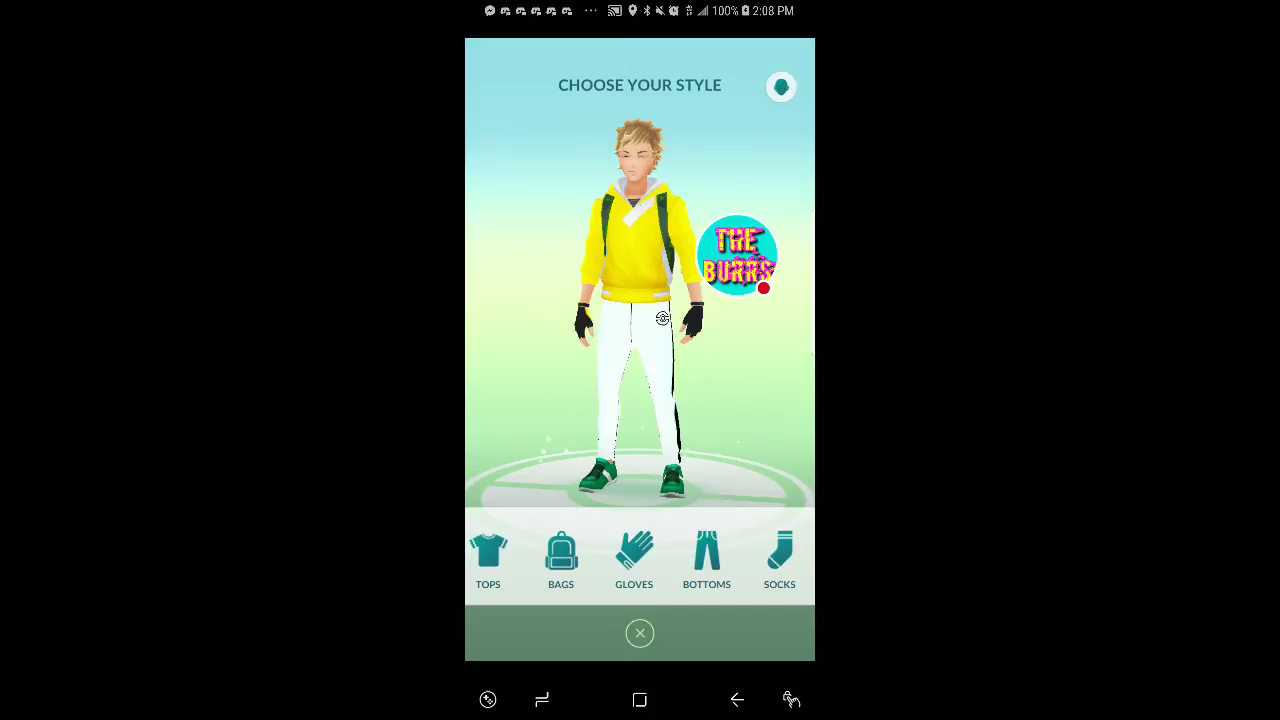 100% 2:08 PM
CHOOSE YOUR STYLE
THE
BURRS
TOPS BAGS GLOVES BOTTOMS SOCKS